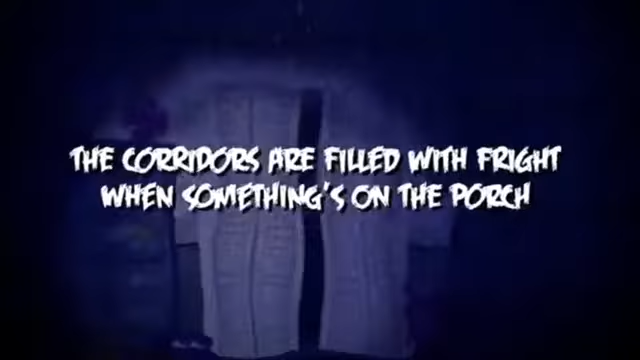 THE CORRIDORS ARE FILLED WITH FRIGHT
WHEN SOMETHING'S ON THE PORCH